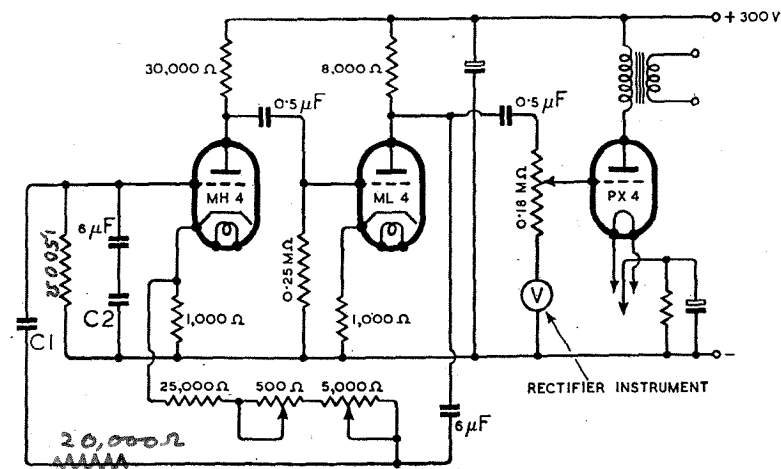 + 300 V
30,000 Ω
8,000 Ω
0·5 μF
0·5 μF
MH 4
ML 4
PX 4
6 μF
0·25 MΩ
0·18 MΩ
C2
C1
1,000 Ω
1,000 Ω
V
−
25,000 Ω
500 Ω
5,000 Ω
RECTIFIER INSTRUMENT
6 μF
20,000 Ω